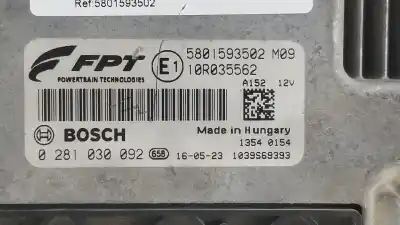 Ref:5801593502
FPT
POWERTRAIN TECHNOLOGIES
E1
5801593502 M09
10R035562
A152 12V
BOSCH
Made in Hungary
1354 0154
0 281 030 092 658 16-05-23 1039S69393